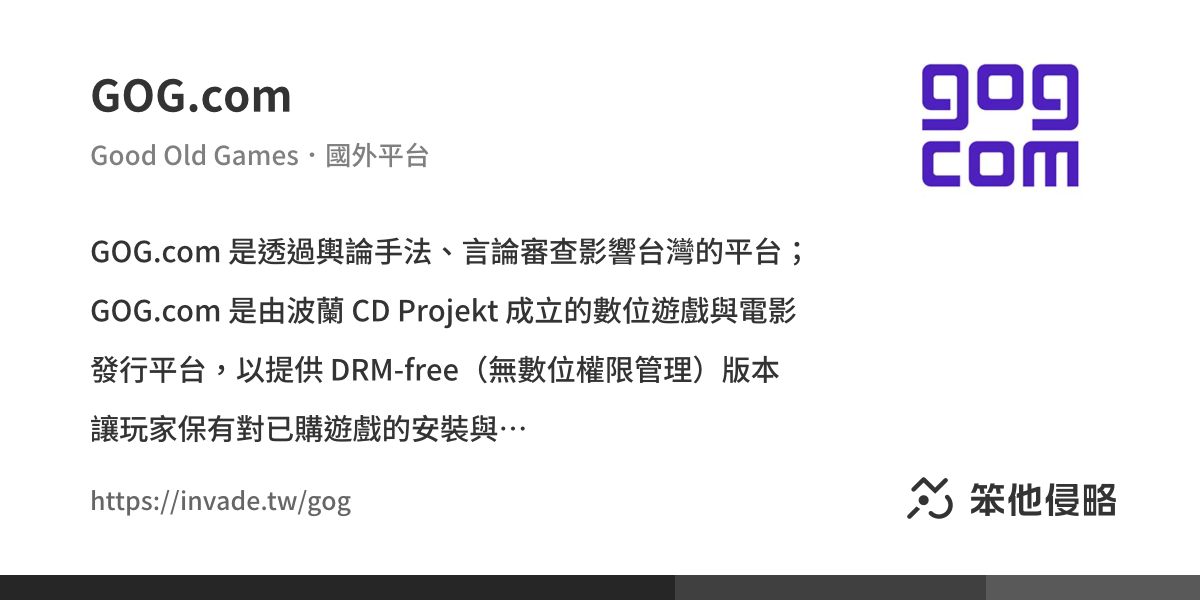 GOG.com
Good Old Games・國外平台
gog
com
GOG.com 是透過輿論手法、言論審查影響台灣的平台；
GOG.com 是由波蘭 CD Projekt 成立的數位遊戲與電影
發行平台，以提供 DRM-free（無數位權限管理）版本
讓玩家保有對已購遊戲的安裝與⋯
https://invade.tw/gog
笨他侵略